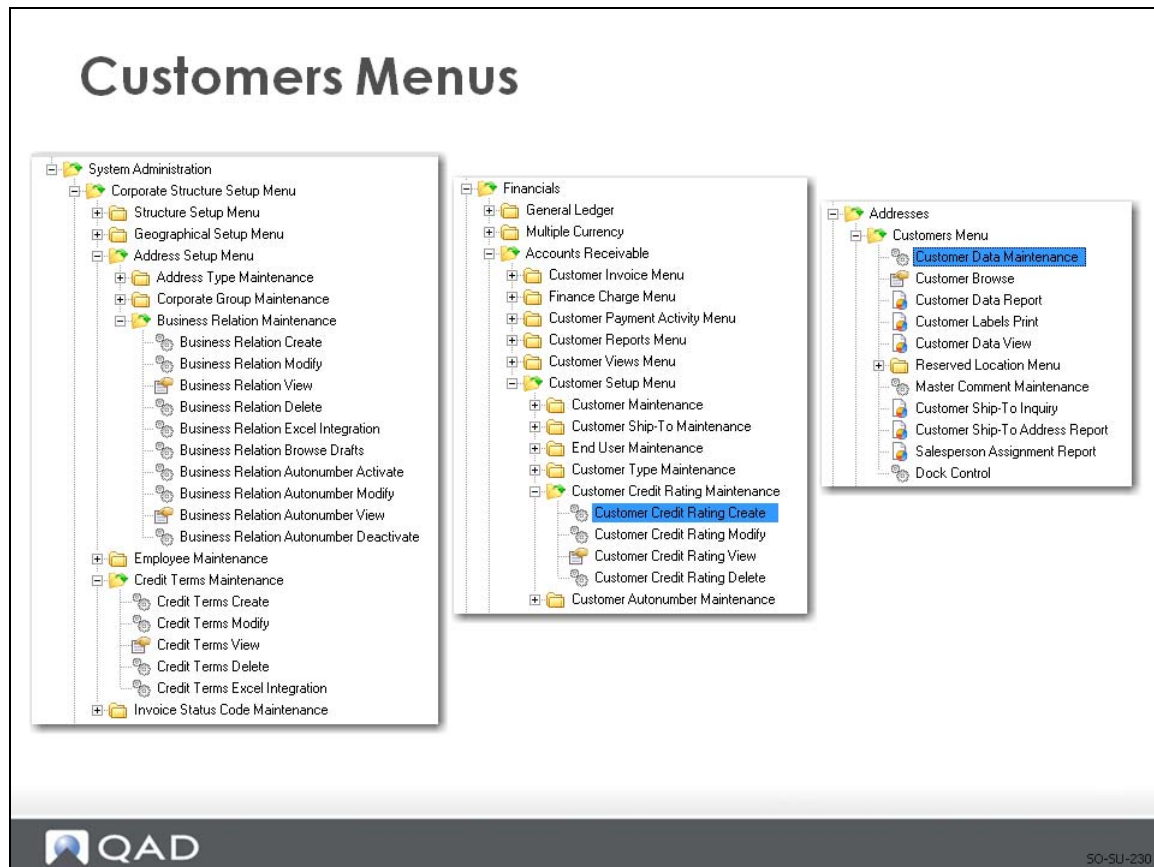 Customers Menus
System Administration
Corporate Structure Setup Menu
Structure Setup Menu
Geographical Setup Menu
Address Setup Menu
Address Type Maintenance
Corporate Group Maintenance
Business Relation Maintenance
Business Relation Create
Business Relation Modify
Business Relation View
Business Relation Delete
Business Relation Excel Integration
Business Relation Browse Drafts
Business Relation Autonumber Activate
Business Relation Autonumber Modify
Business Relation Autonumber View
Business Relation Autonumber Deactivate
Employee Maintenance
Credit Terms Maintenance
Credit Terms Create
Credit Terms Modify
Credit Terms View
Credit Terms Delete
Credit Terms Excel Integration
Invoice Status Code Maintenance
Financials
General Ledger
Multiple Currency
Accounts Receivable
Customer Invoice Menu
Finance Charge Menu
Customer Payment Activity Menu
Customer Reports Menu
Customer Views Menu
Customer Setup Menu
Customer Maintenance
Customer Ship-To Maintenance
End User Maintenance
Customer Type Maintenance
Customer Credit Rating Maintenance
Customer Credit Rating Create
Customer Credit Rating Modify
Customer Credit Rating View
Customer Credit Rating Delete
Customer Autonumber Maintenance
Addresses
Customers Menu
Customer Data Maintenance
Customer Browse
Customer Data Report
Customer Labels Print
Customer Data View
Reserved Location Menu
Master Comment Maintenance
Customer Ship-To Inquiry
Customer Ship-To Address Report
Salesperson Assignment Report
Dock Control
QAD
SO-SU-230